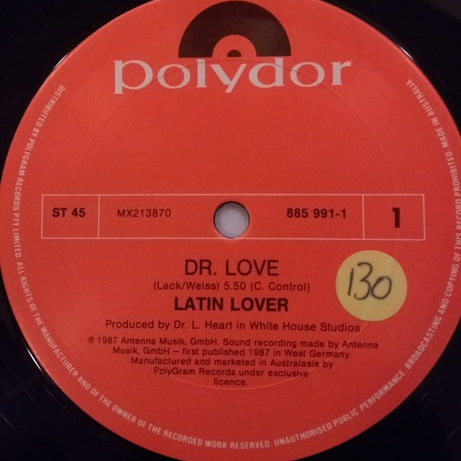 polydor
ST 45
MX213870
885 991-1
1
DR. LOVE
(Lack/Weiss) 5.50 (C. Control)
LATIN LOVER
130
Produced by Dr. L. Heart in White House Studios
℗ 1987 Antenna Musik, GmbH. Sound recording made by Antenna
Musik, GmbH – first published 1987 in West Germany.
Manufactured and marketed in Australasia by
PolyGram Records under exclusive
licence.
DISTRIBUTED BY POLYGRAM RECORDS PTY LIMITED. ALL RIGHTS OF THE MANUFACTURER AND OF THE OWNER OF THE RECORDED WORK RESERVED. UNAUTHORISED PUBLIC PERFORMANCE, BROADCASTING AND COPYING OF THIS RECORD PROHIBITED. MADE IN AUSTRALIA